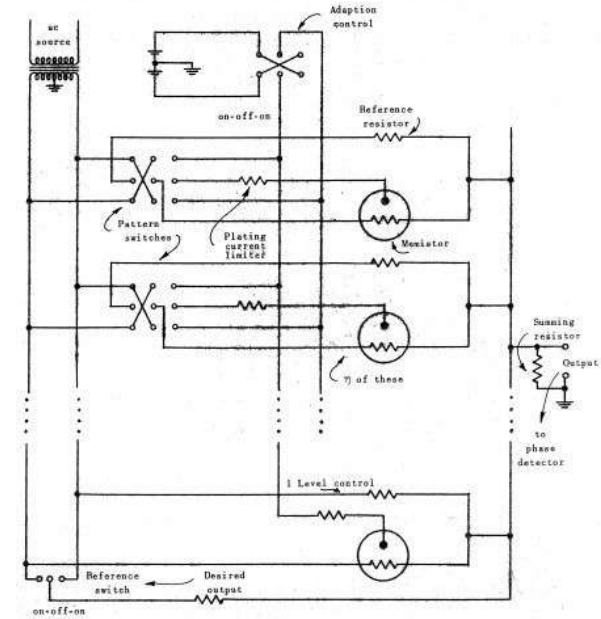 ac
source
Adaption
control
on-off-on
Reference
resistor
Pattern
switches
Plating
current
limiter
Memistor
η of these
Summing
resistor
Output
to
phase
detector
1 Level control
Reference
switch
Desired
output
on-off-on